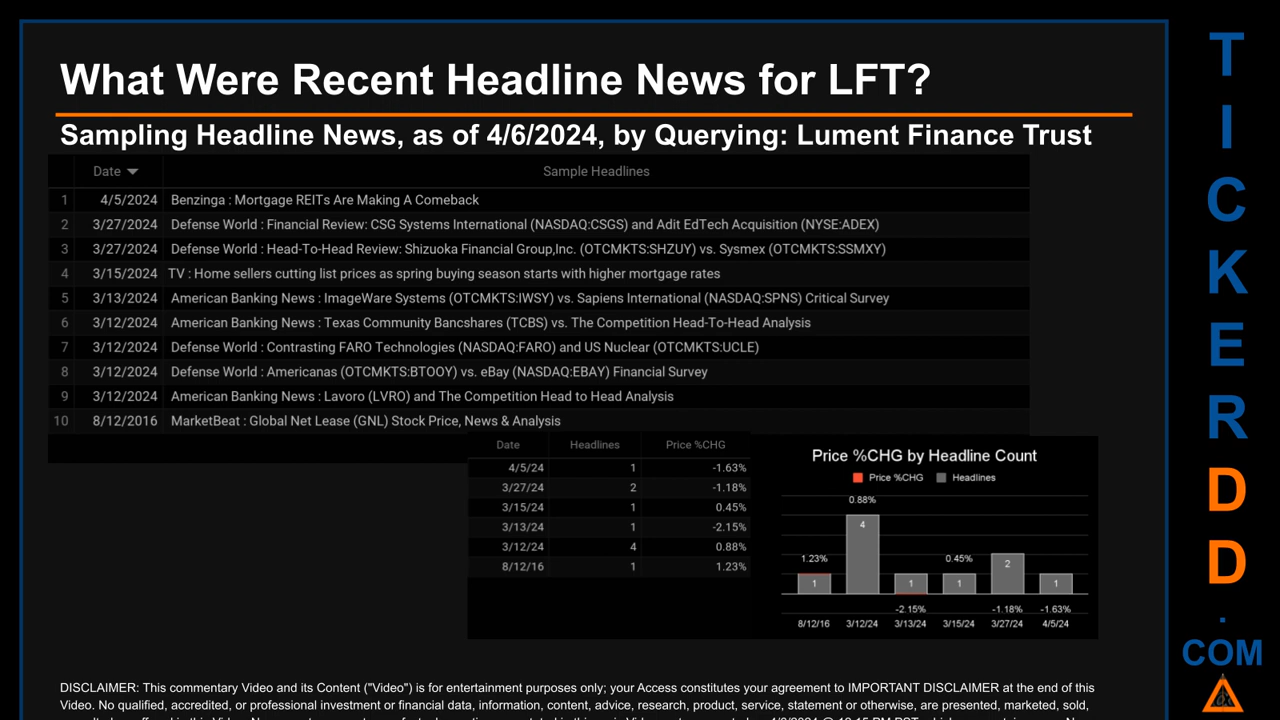 What Were Recent Headline News for LFT?
Sampling Headline News, as of 4/6/2024, by Querying: Lument Finance Trust
Date Sample Headlines
1 4/5/2024 Benzinga : Mortgage REITs Are Making A Comeback
2 3/27/2024 Defense World : Financial Review: CSG Systems International (NASDAQ:CSGS) and Adit EdTech Acquisition (NYSE:ADEX)
3 3/27/2024 Defense World : Head-To-Head Review: Shizuoka Financial Group,Inc. (OTCMKTS:SHZUY) vs. Sysmex (OTCMKTS:SSMXY)
4 3/15/2024 TV : Home sellers cutting list prices as spring buying season starts with higher mortgage rates
5 3/13/2024 American Banking News : ImageWare Systems (OTCMKTS:IWSY) vs. Sapiens International (NASDAQ:SPNS) Critical Survey
6 3/12/2024 American Banking News : Texas Community Bancshares (TCBS) vs. The Competition Head-To-Head Analysis
7 3/12/2024 Defense World : Contrasting FARO Technologies (NASDAQ:FARO) and US Nuclear (OTCMKTS:UCLE)
8 3/12/2024 Defense World : Americanas (OTCMKTS:BTOOY) vs. eBay (NASDAQ:EBAY) Financial Survey
9 3/12/2024 American Banking News : Lavoro (LVRO) and The Competition Head to Head Analysis
10 8/12/2016 MarketBeat : Global Net Lease (GNL) Stock Price, News & Analysis
Date Headlines Price %CHG
4/5/24 1 -1.63%
3/27/24 2 -1.18%
3/15/24 1 0.45%
3/13/24 1 -2.15%
3/12/24 4 0.88%
8/12/16 1 1.23%
Price %CHG by Headline Count
Price %CHG Headlines
0.88%
4
1.23% 0.45%
2
1 1 1 1
-2.15% -1.18% -1.63%
8/12/16 3/12/24 3/13/24 3/15/24 3/27/24 4/5/24
DISCLAIMER: This commentary Video and its Content ("Video") is for entertainment purposes only; your Access constitutes your agreement to IMPORTANT DISCLAIMER at the end of this
Video. No qualified, accredited, or professional investment or financial data, information, content, advice, research, product, service, statement or otherwise, are presented, marketed, sold,
T
I
C
K
E
R
D
D
.
COM